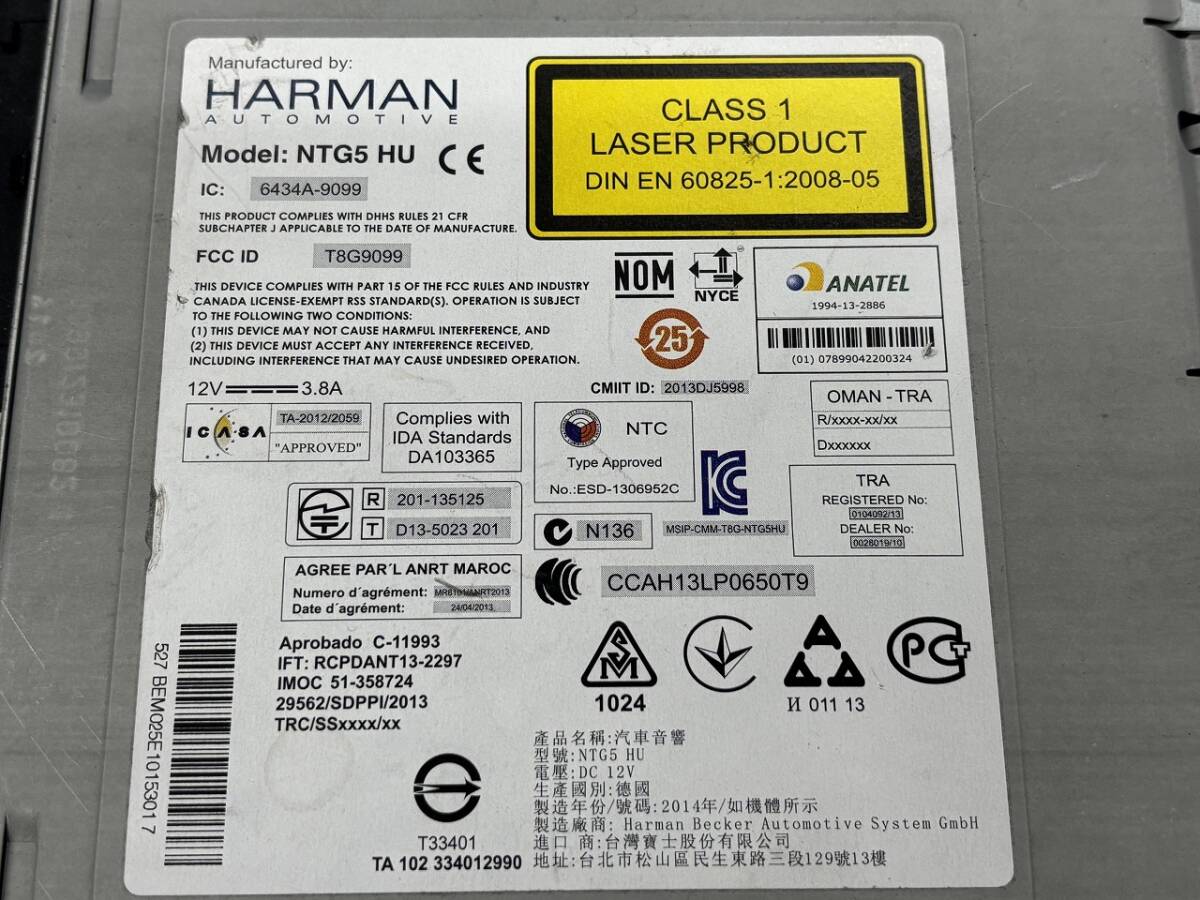 Manufactured by:
HARMAN
AUTOMOTIVE
Model: NTG5 HU CE
IC: 6434A-9099
THIS PRODUCT COMPLIES WITH DHHS RULES 21 CFR
SUBCHAPTER J APPLICABLE TO THE DATE OF MANUFACTURE.
FCC ID T8G9099
THIS DEVICE COMPLIES WITH PART 15 OF THE FCC RULES AND INDUSTRY
CANADA LICENSE-EXEMPT RSS STANDARD(S). OPERATION IS SUBJECT
TO THE FOLLOWING TWO CONDITIONS:
(1) THIS DEVICE MAY NOT CAUSE HARMFUL INTERFERENCE, AND
(2) THIS DEVICE MUST ACCEPT ANY INTERFERENCE RECEIVED,
INCLUDING INTERFERENCE THAT MAY CAUSE UNDESIRED OPERATION.
12V 3.8A
CLASS 1
LASER PRODUCT
DIN EN 60825-1:2008-05
NOM
NYCE
25
ANATEL
1994-13-2886
(01) 07899042200324
CMIIT ID: 2013DJ5998
ICASA
TA-2012/2059
"APPROVED"
Complies with
IDA Standards
DA103365
NTC
Type Approved
No.:ESD-1306952C
OMAN - TRA
R/xxxx-xx/xx
Dxxxxxx
TRA
REGISTERED No:
0104092/13
DEALER No:
0028019/10
R 201-135125
T D13-5023 201
N136
MSIP-CMM-T8G-NTG5HU
AGREE PAR´L ANRT MAROC
Numero d´agrément:
Date d´agrément: 24/04/2013
CCAH13LP0650T9
Aprobado C-11993
IFT: RCPDANT13-2297
IMOC 51-358724
29562/SDPPI/2013
TRC/SSxxxx/xx
SM
1024
И 011 13
РСТ
T33401
TA 102 334012990
產品名稱:汽車音響
型號:NTG5 HU
電壓:DC 12V
生產國別:德國
製造年份/號碼:2014年/如機體所示
製造廠商: Harman Becker Automotive System GmbH
進口 商:台灣賓士股份有限公司
地址:台北市松山區民生東路三段129號13樓
527 BEM025E1015301 7